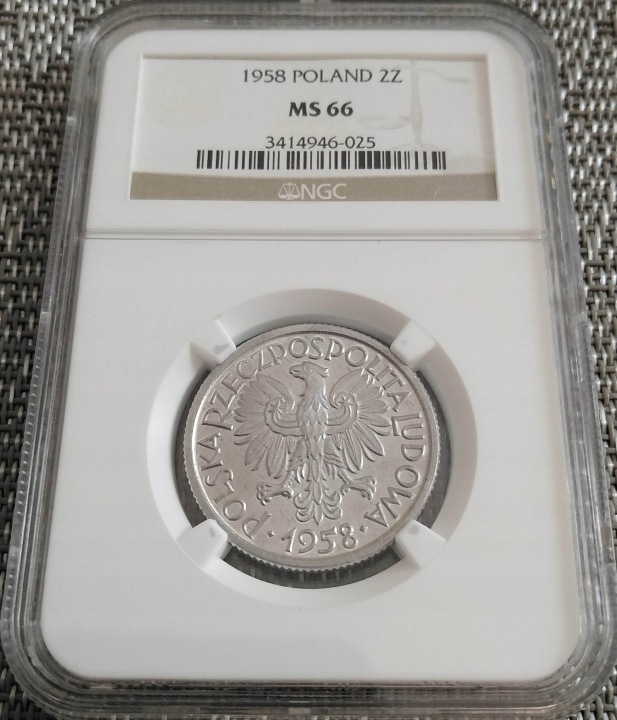 1958 POLAND 2Z
MS 66
3414946-025
NGC
POLSKA RZECZPOSPOLITA LUDOWA
· 1958 ·